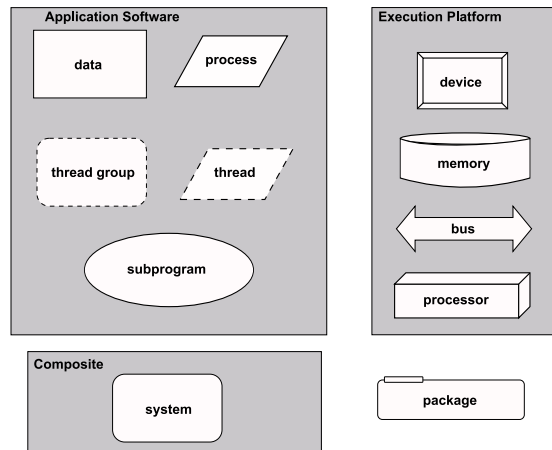 Application Software
data
process
thread group
thread
subprogram
Execution Platform
device
memory
bus
processor
Composite
system
package